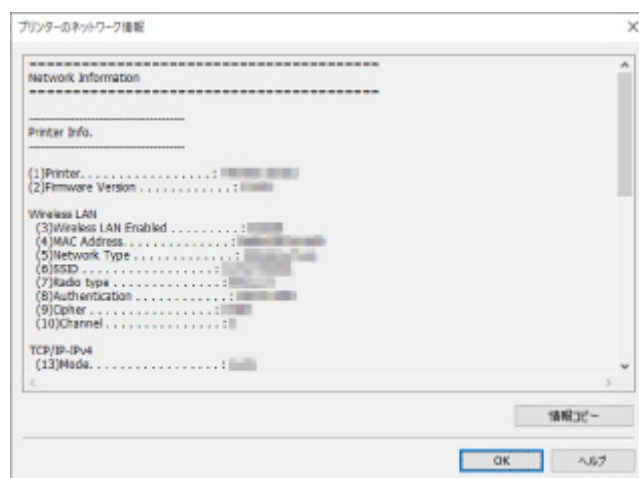 プリンターのネットワーク情報
==========================================
Network Information
==========================================
----------------------------
Printer Info.
----------------------------
(1)Printer. . . . . . . . . . . . . . . . . :
(2)Firmware Version . . . . . . . . . . . . :
Wireless LAN
(3)Wireless LAN Enabled . . . . . . . . . :
(4)MAC Address. . . . . . . . . . . . . . :
(5)Network Type . . . . . . . . . . . . . :
(6)SSID . . . . . . . . . . . . . . . . . :
(7)Radio type . . . . . . . . . . . . . . :
(8)Authentication . . . . . . . . . . . . :
(9)Cipher . . . . . . . . . . . . . . . . :
(10)Channel . . . . . . . . . . . . . . . :
TCP/IP-IPv4
(13)Mode. . . . . . . . . . . . . . . . . :
情報コピー
OK
ヘルプ